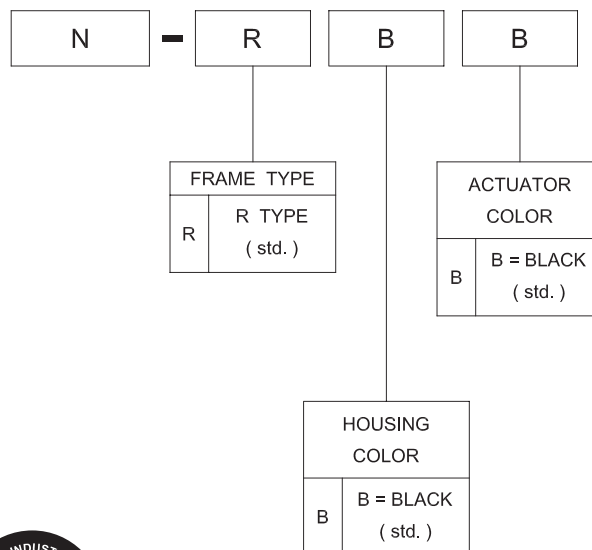 N - R B B
FRAME TYPE
R
R TYPE
( std. )
ACTUATOR
COLOR
B
B = BLACK
( std. )
HOUSING
COLOR
B
B = BLACK
( std. )